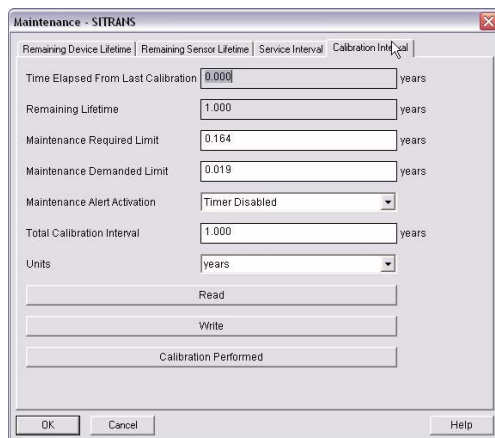 Maintenance - SITRANS
Remaining Device Lifetime Remaining Sensor Lifetime Service Interval Calibration Interval
Time Elapsed From Last Calibration 0.000 years
Remaining Lifetime 1.000 years
Maintenance Required Limit 0.164 years
Maintenance Demanded Limit 0.019 years
Maintenance Alert Activation Timer Disabled
Total Calibration Interval 1.000 years
Units years
Read
Write
Calibration Performed
OK Cancel Help